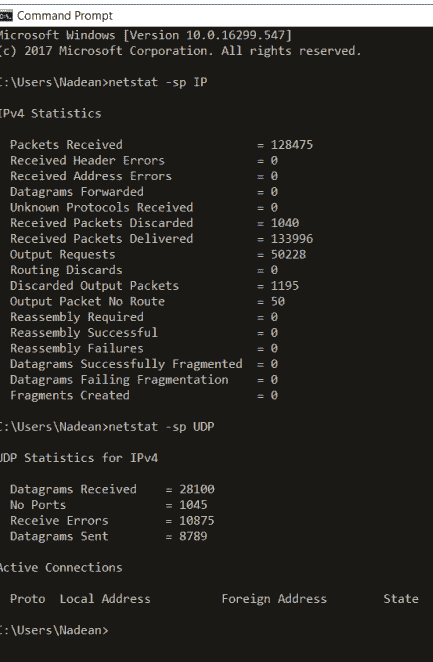 Command Prompt
Microsoft Windows [Version 10.0.16299.547]
(c) 2017 Microsoft Corporation. All rights reserved.
C:\Users\Nadean>netstat -sp IP
IPv4 Statistics
Packets Received = 128475
Received Header Errors = 0
Received Address Errors = 0
Datagrams Forwarded = 0
Unknown Protocols Received = 0
Received Packets Discarded = 1040
Received Packets Delivered = 133996
Output Requests = 50228
Routing Discards = 0
Discarded Output Packets = 1195
Output Packet No Route = 50
Reassembly Required = 0
Reassembly Successful = 0
Reassembly Failures = 0
Datagrams Successfully Fragmented = 0
Datagrams Failing Fragmentation = 0
Fragments Created = 0
C:\Users\Nadean>netstat -sp UDP
UDP Statistics for IPv4
Datagrams Received = 28100
No Ports = 1045
Receive Errors = 10875
Datagrams Sent = 8789
Active Connections
Proto Local Address Foreign Address State
C:\Users\Nadean>